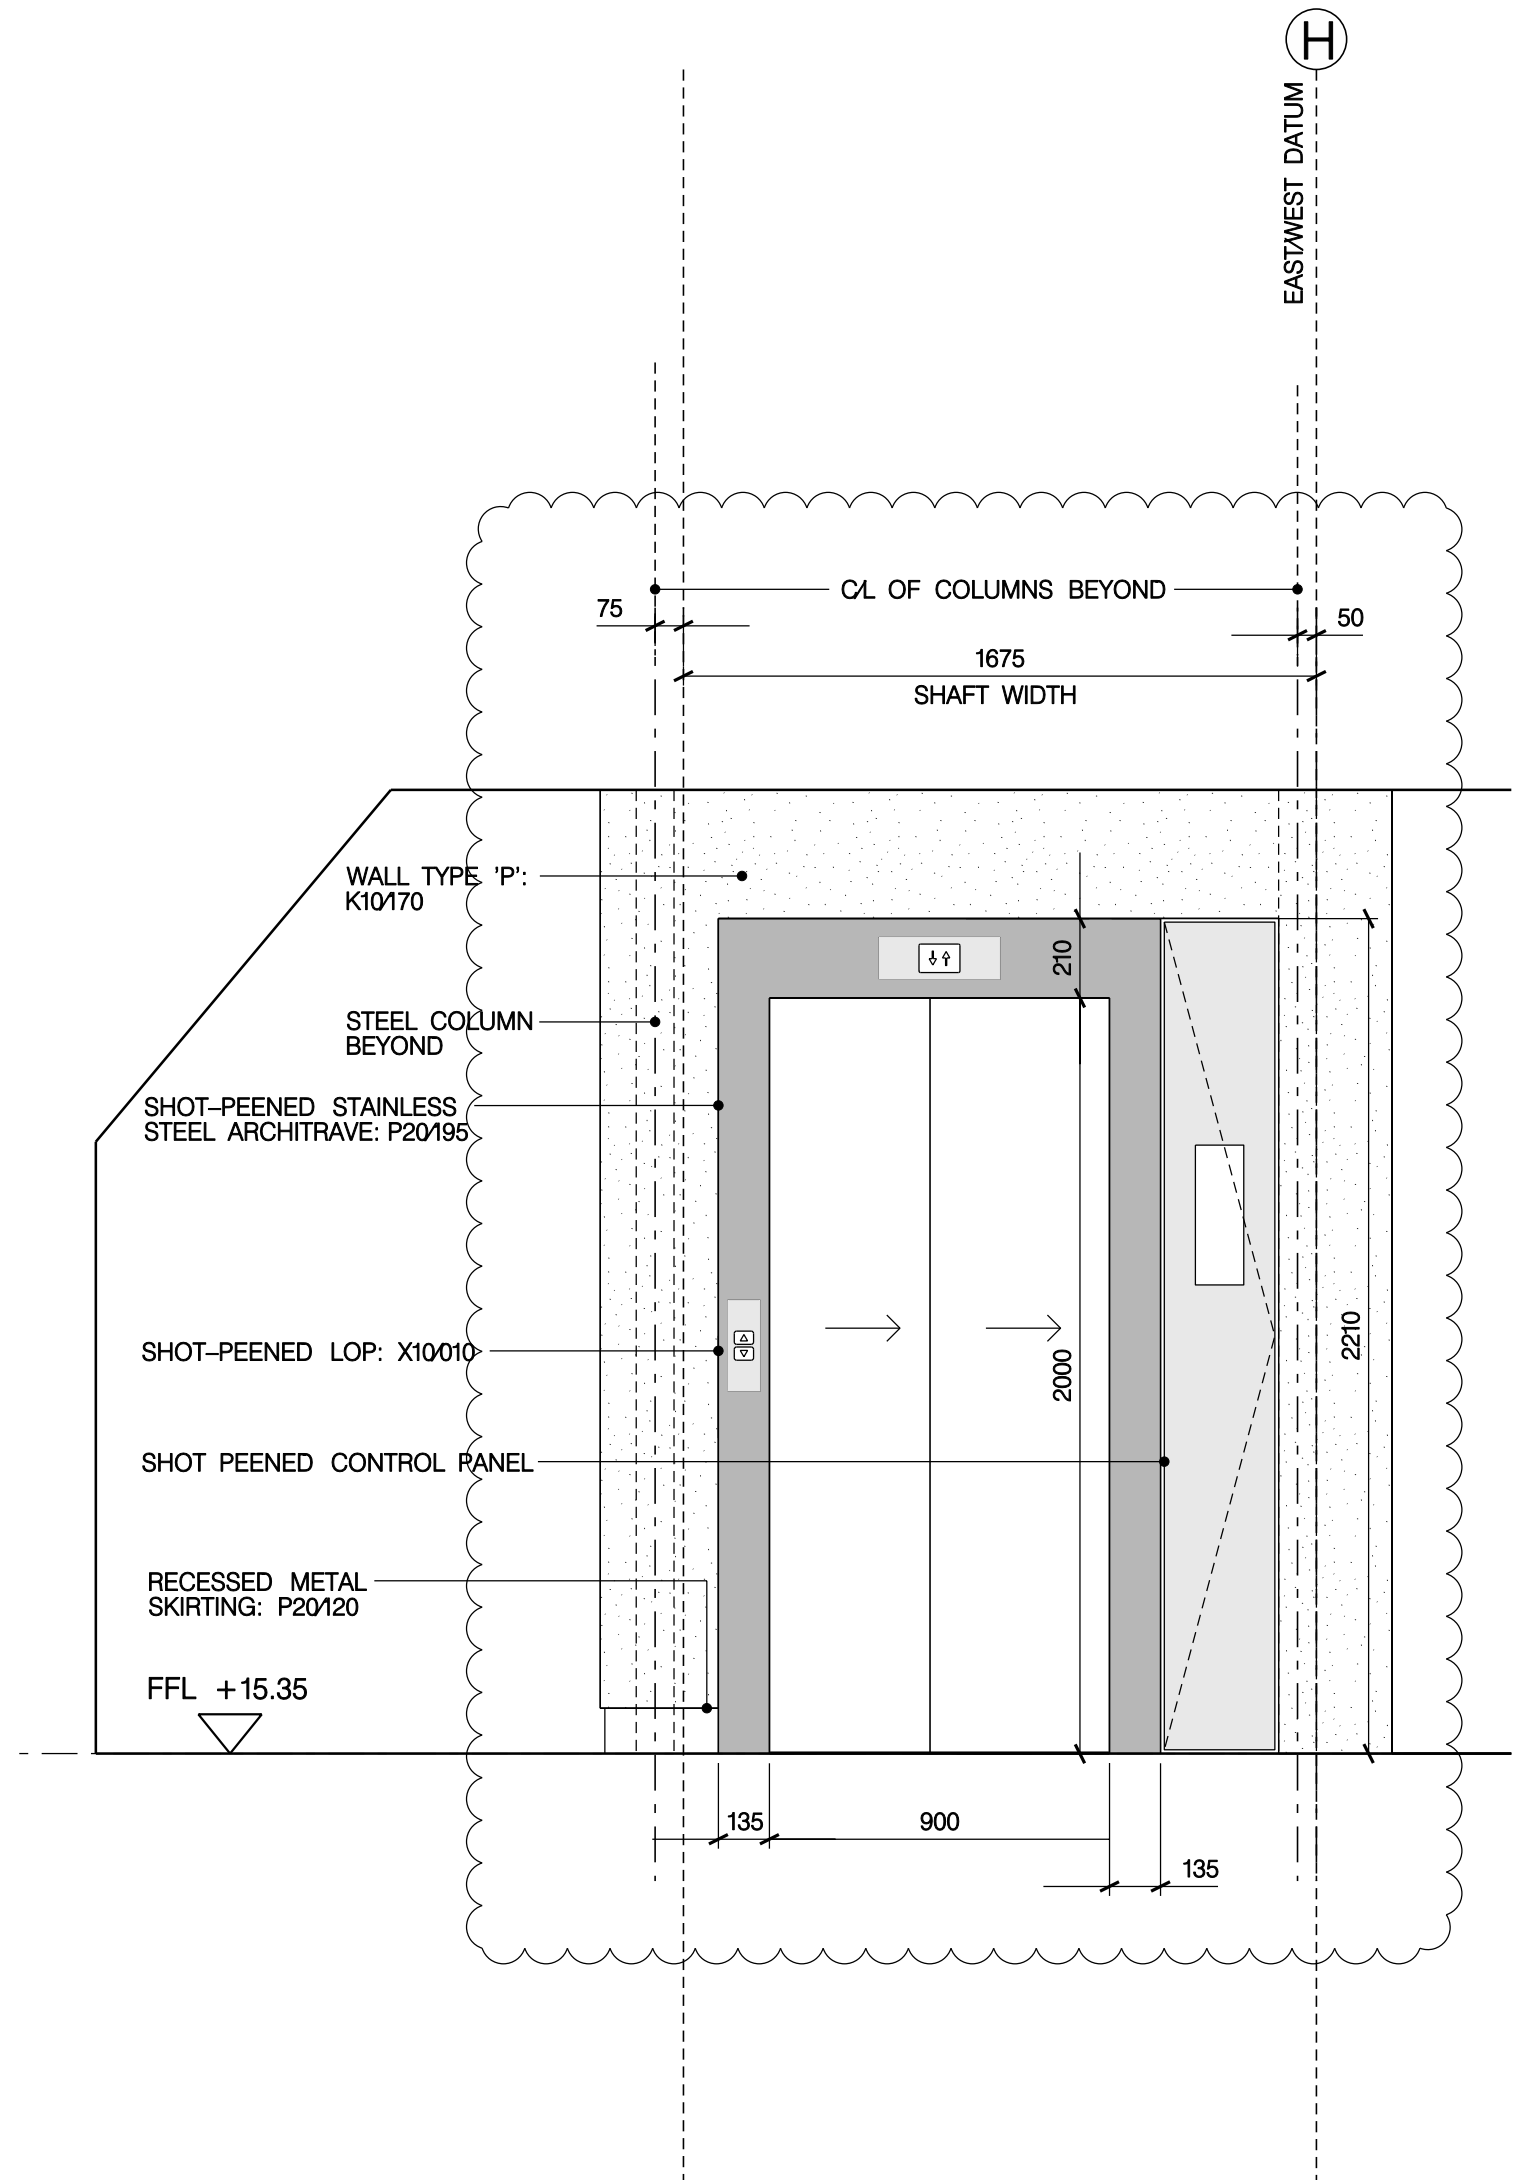 H
EAST/WEST DATUM
C/L OF COLUMNS BEYOND
75
50
1675
SHAFT WIDTH
WALL TYPE 'P':
K10/170
210
STEEL COLUMN
BEYOND
SHOT-PEENED STAINLESS
STEEL ARCHITRAVE: P20/195
2210
SHOT-PEENED LOP: X10/010
2000
SHOT PEENED CONTROL PANEL
RECESSED METAL
SKIRTING: P20/120
FFL +15.35
135
900
135